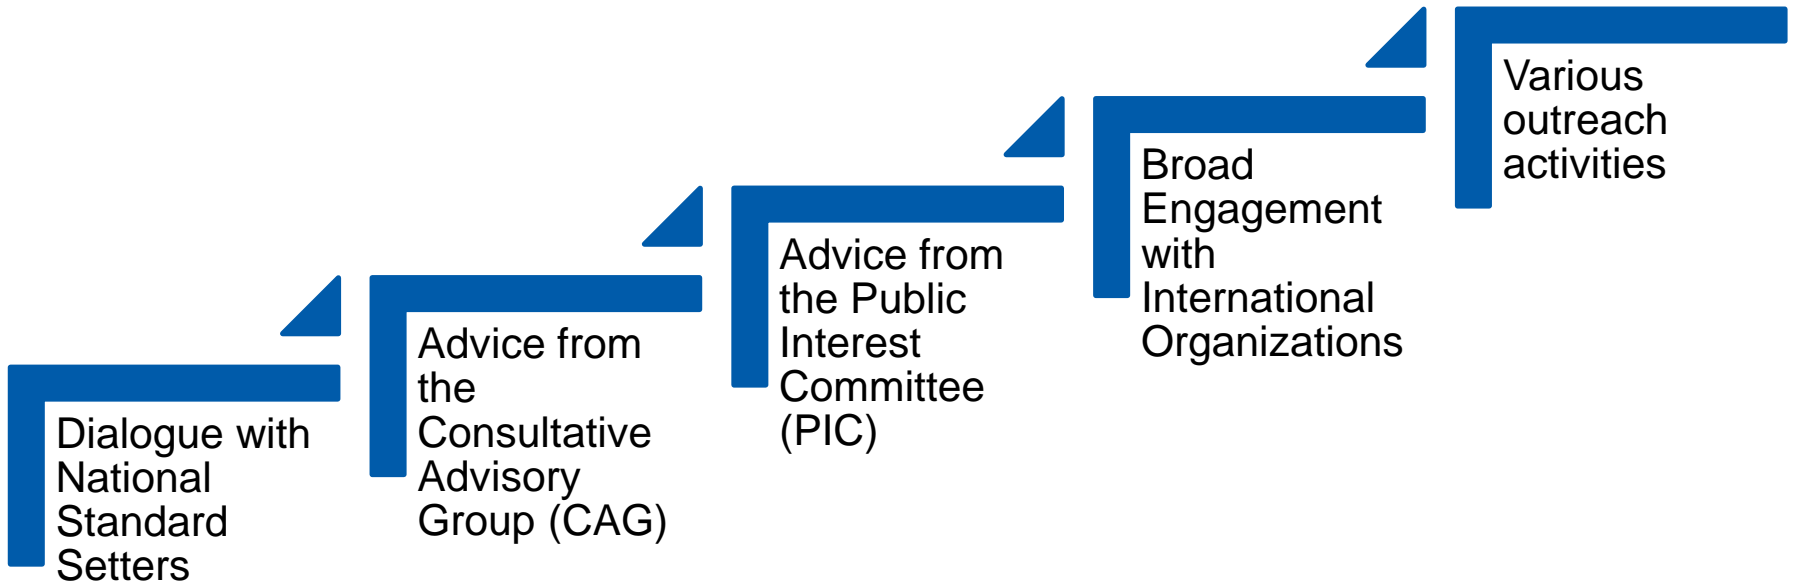 Dialogue with
National
Standard
Setters
Advice from
the
Consultative
Advisory
Group (CAG)
Advice from
the Public
Interest
Committee
(PIC)
Broad
Engagement
with
International
Organizations
Various
outreach
activities